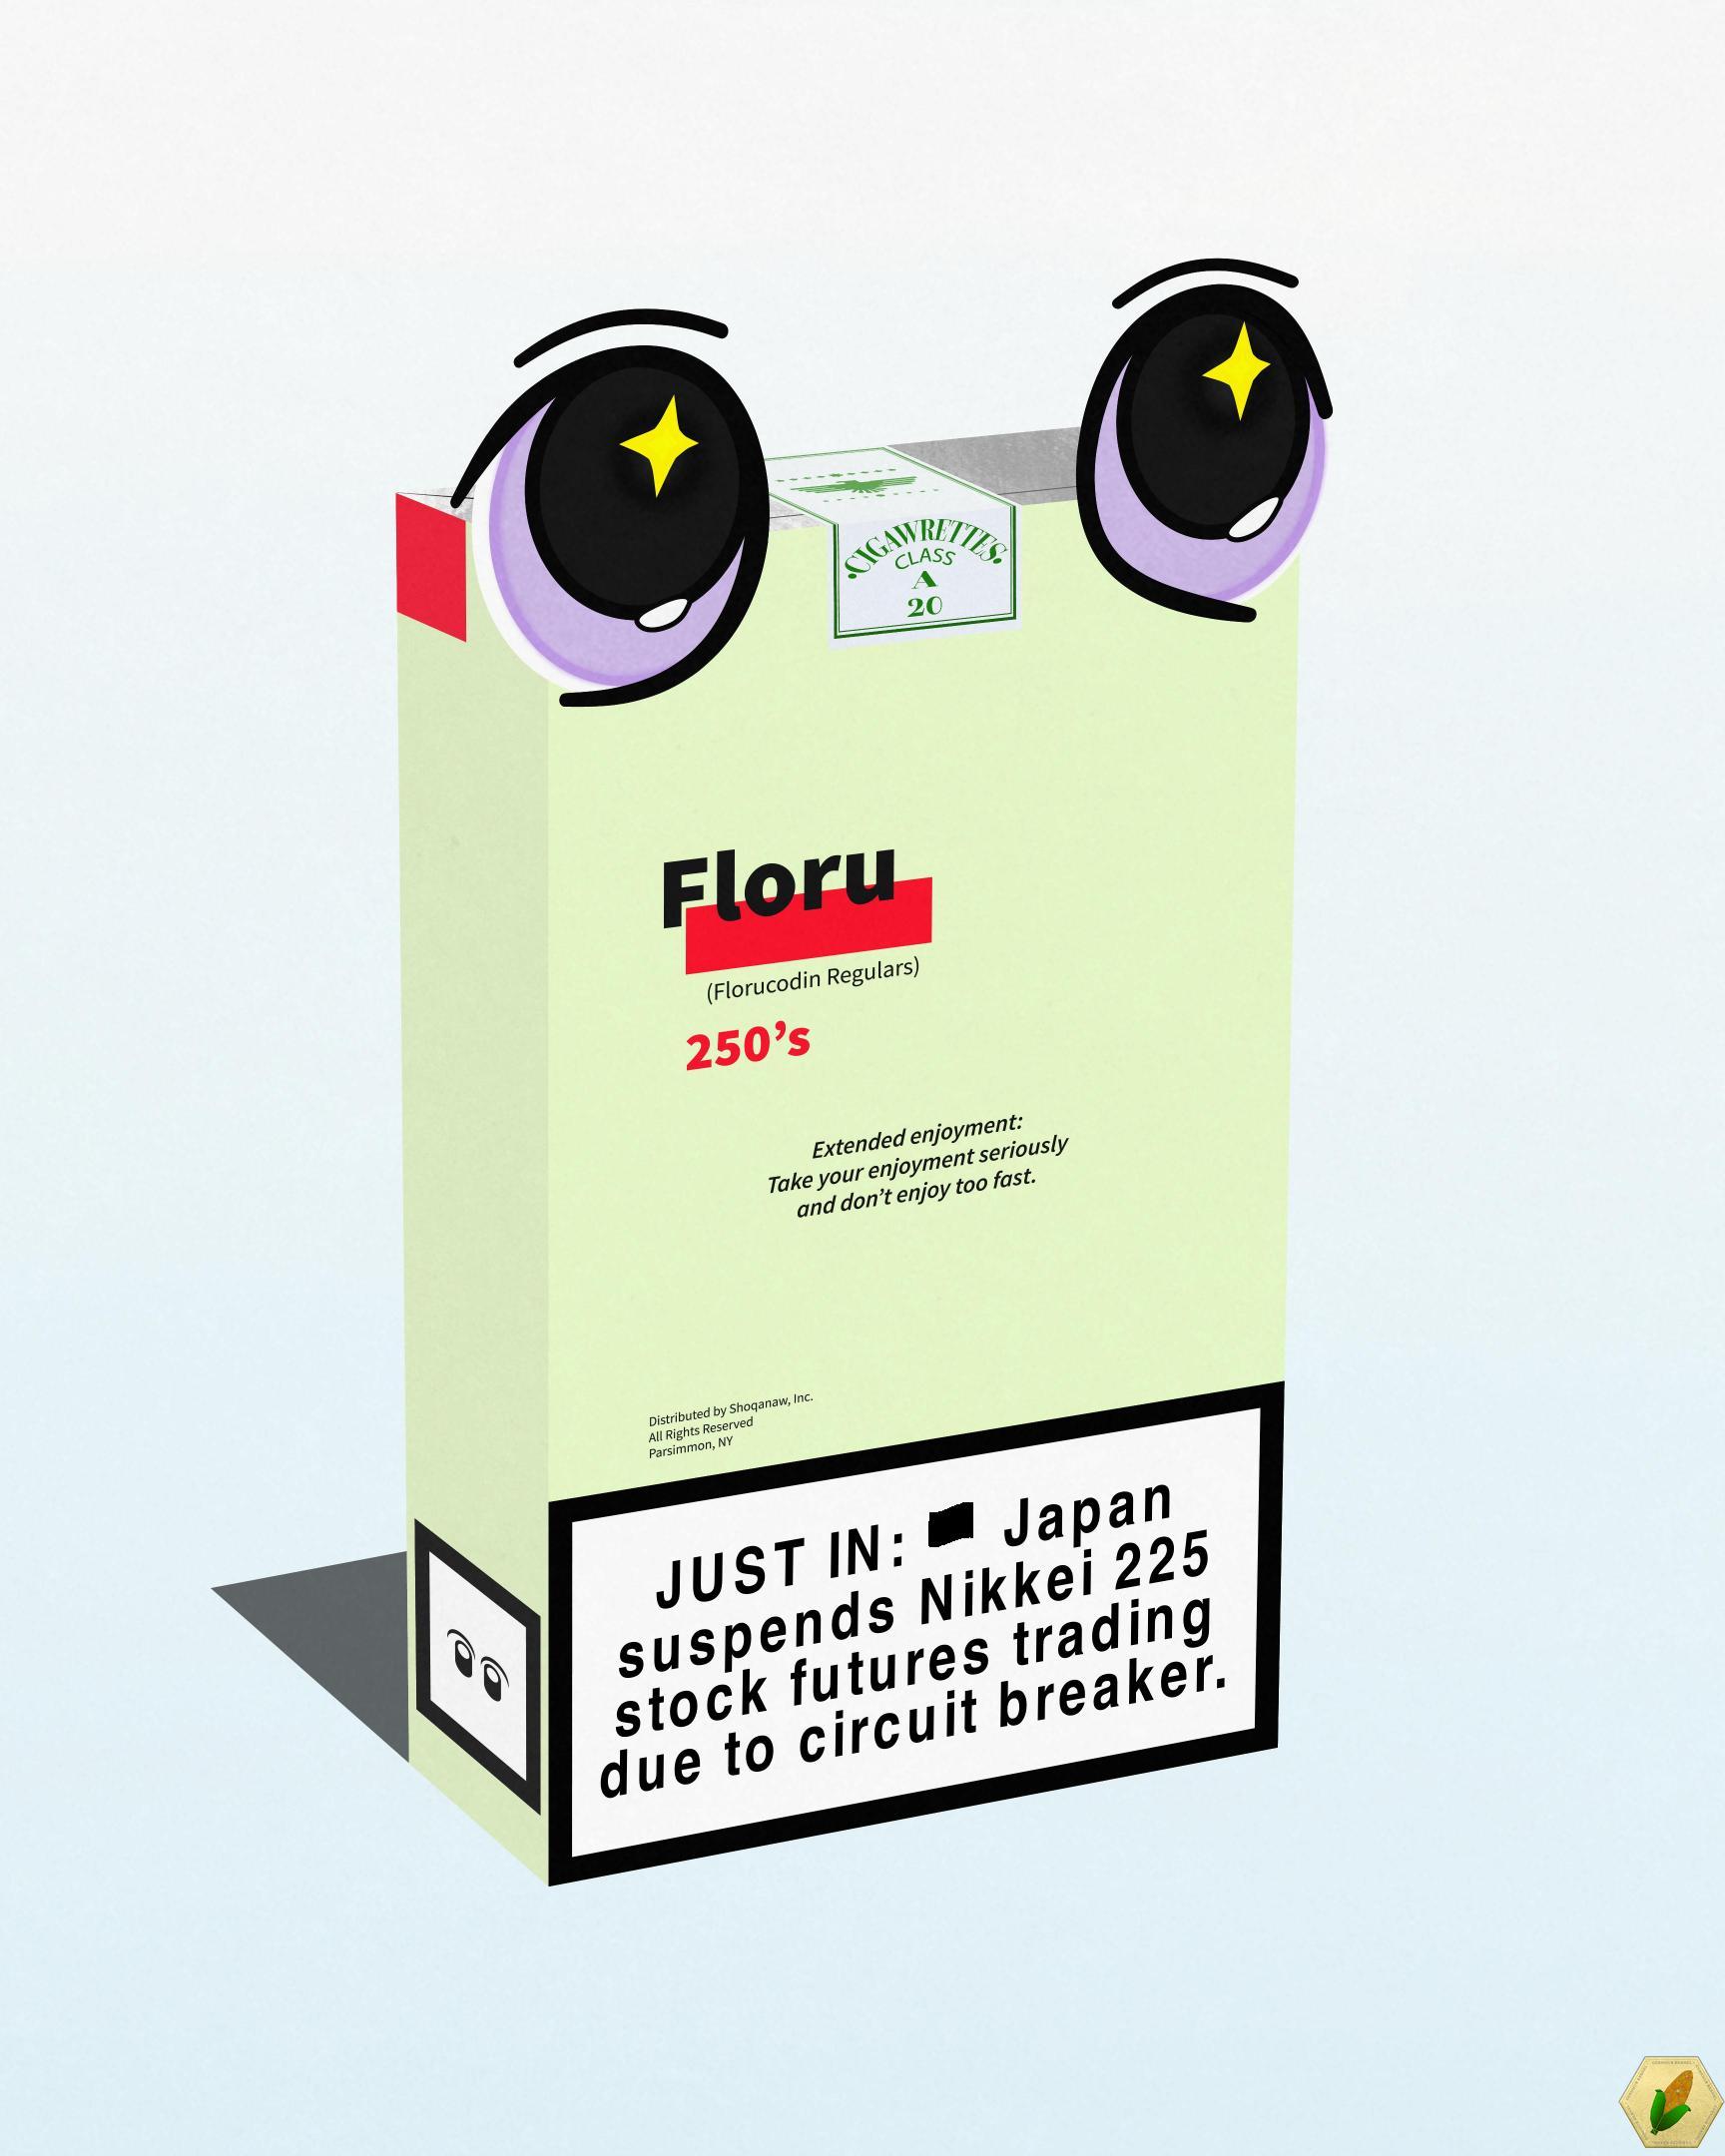 CIGAWRETTES
CLASS
A
20
Floru
(Florucodin Regulars)
250's
Extended enjoyment:
Take your enjoyment seriously
and don't enjoy too fast.
Distributed by Shoqanaw, Inc.
All Rights Reserved
Parsimmon, NY
JUST IN: Japan
suspends Nikkei 225
stock futures trading
due to circuit breaker.